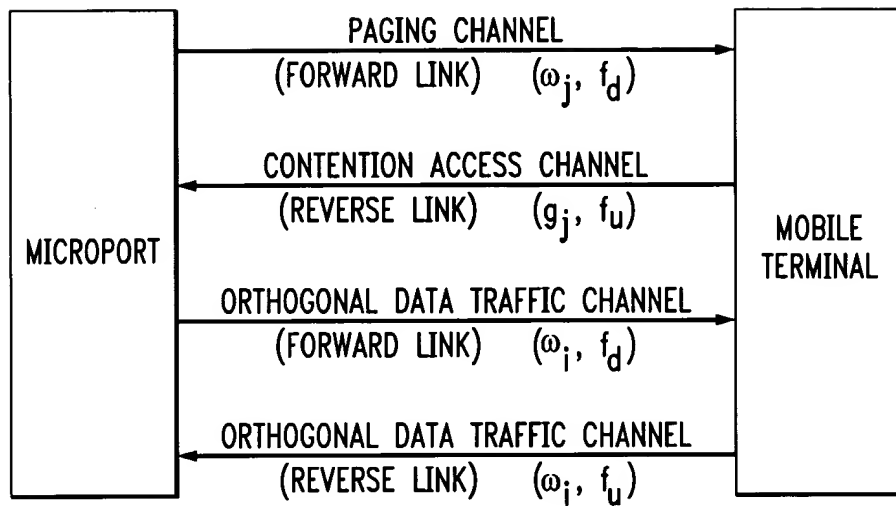 PAGING CHANNEL
(FORWARD LINK) (ωj, fd)
CONTENTION ACCESS CHANNEL
(REVERSE LINK) (gj, fu)
MICROPORT
MOBILE
TERMINAL
ORTHOGONAL DATA TRAFFIC CHANNEL
(FORWARD LINK) (ωi, fd)
ORTHOGONAL DATA TRAFFIC CHANNEL
(REVERSE LINK) (ωi, fu)